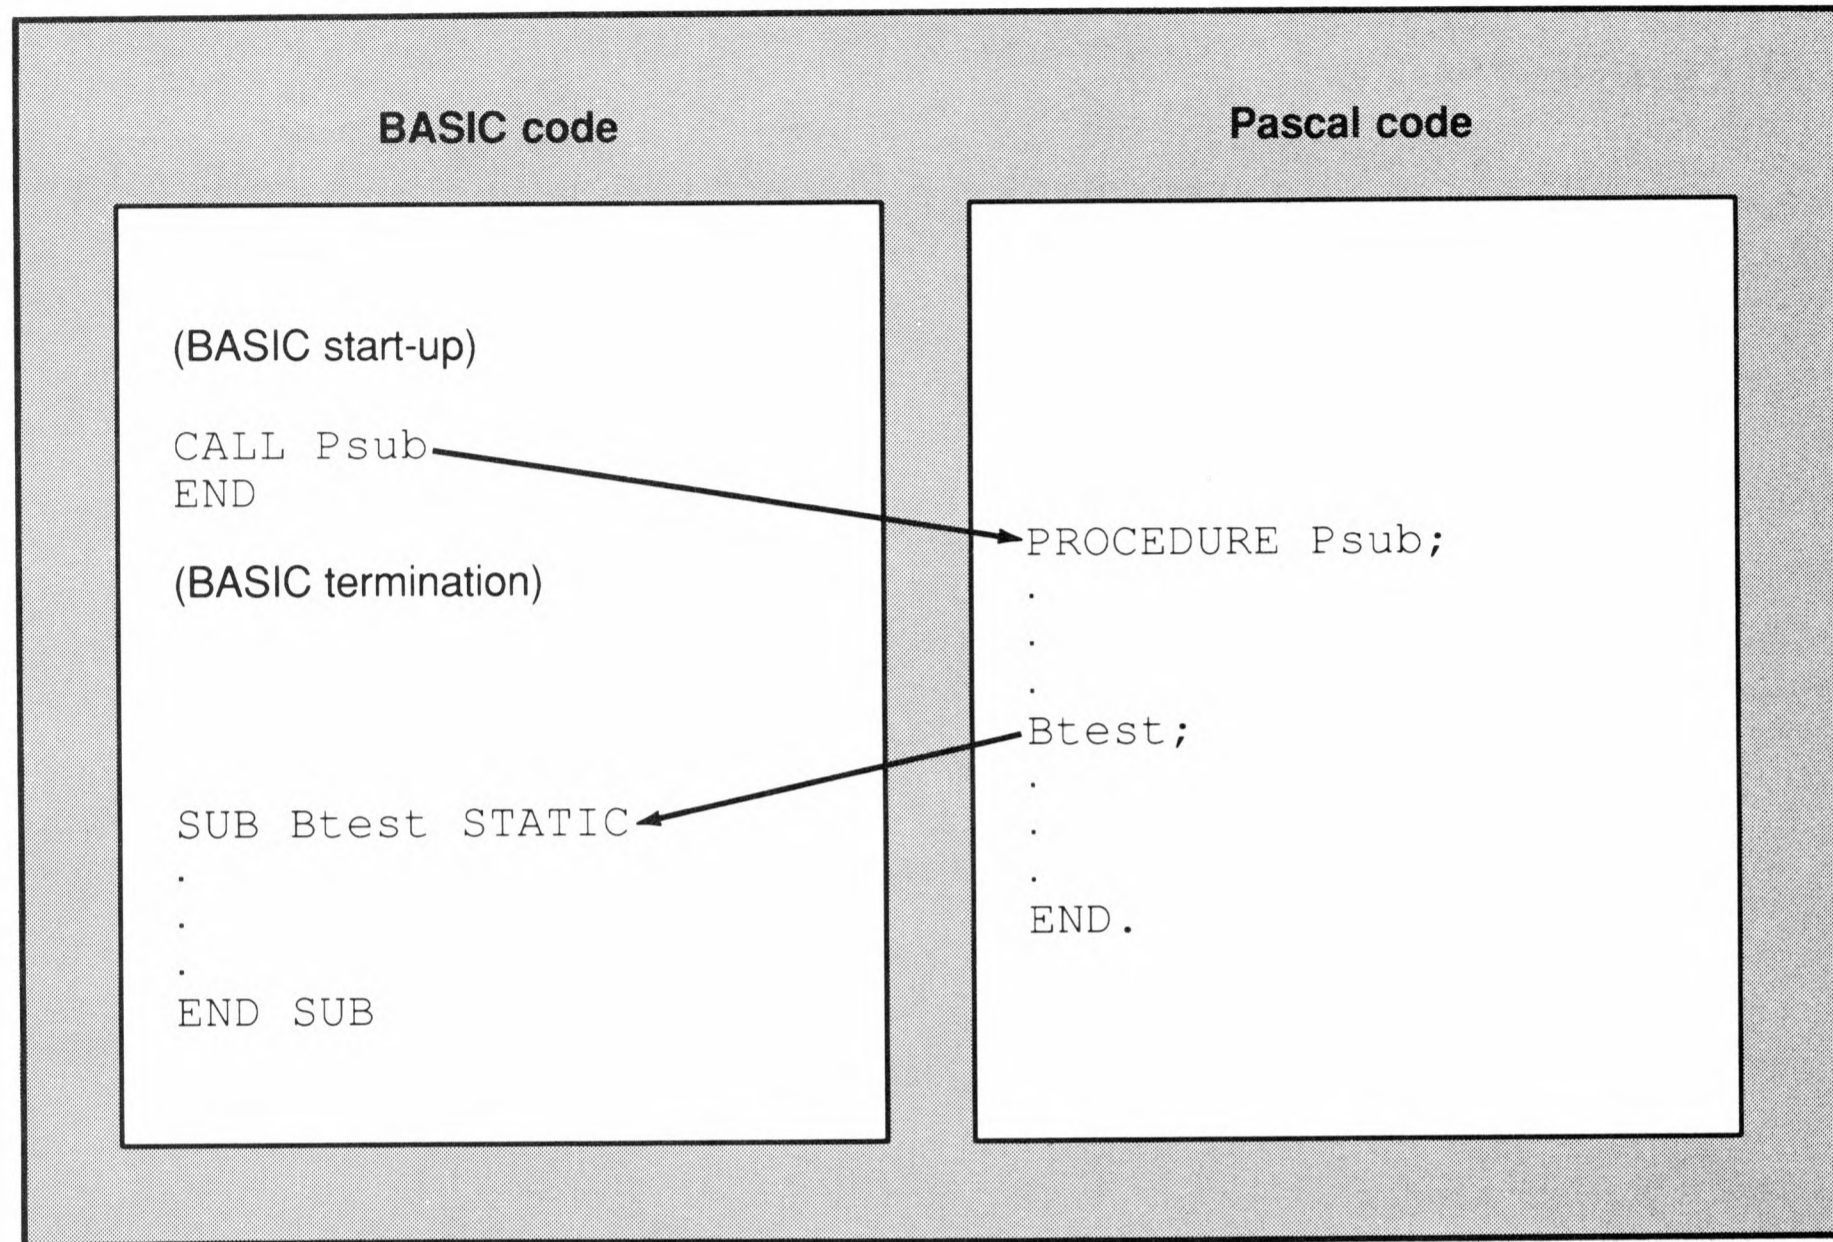 BASIC code
(BASIC start-up)
CALL Psub
END
(BASIC termination)
SUB Btest STATIC
.
.
.
END SUB
Pascal code
PROCEDURE Psub;
.
.
.
Btest;
.
.
.
END.